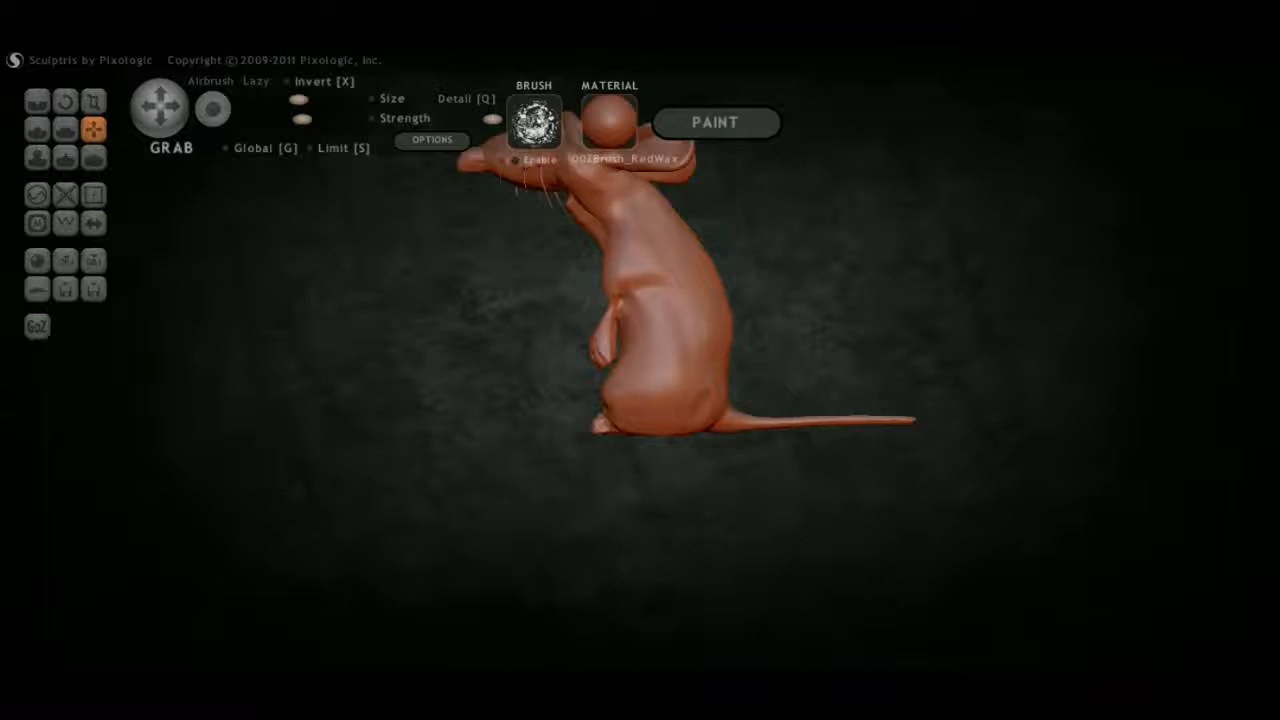 Sculptris by Pixologic Copyright ©2009-2011 Pixologic, Inc.
Airbrush Lazy Invert [X]
BRUSH MATERIAL
Size Detail [Q]
Strength
PAINT
OPTIONS
GRAB Global [G] Limit [S]
Enable 00ZBrush_RedWax
GoZ